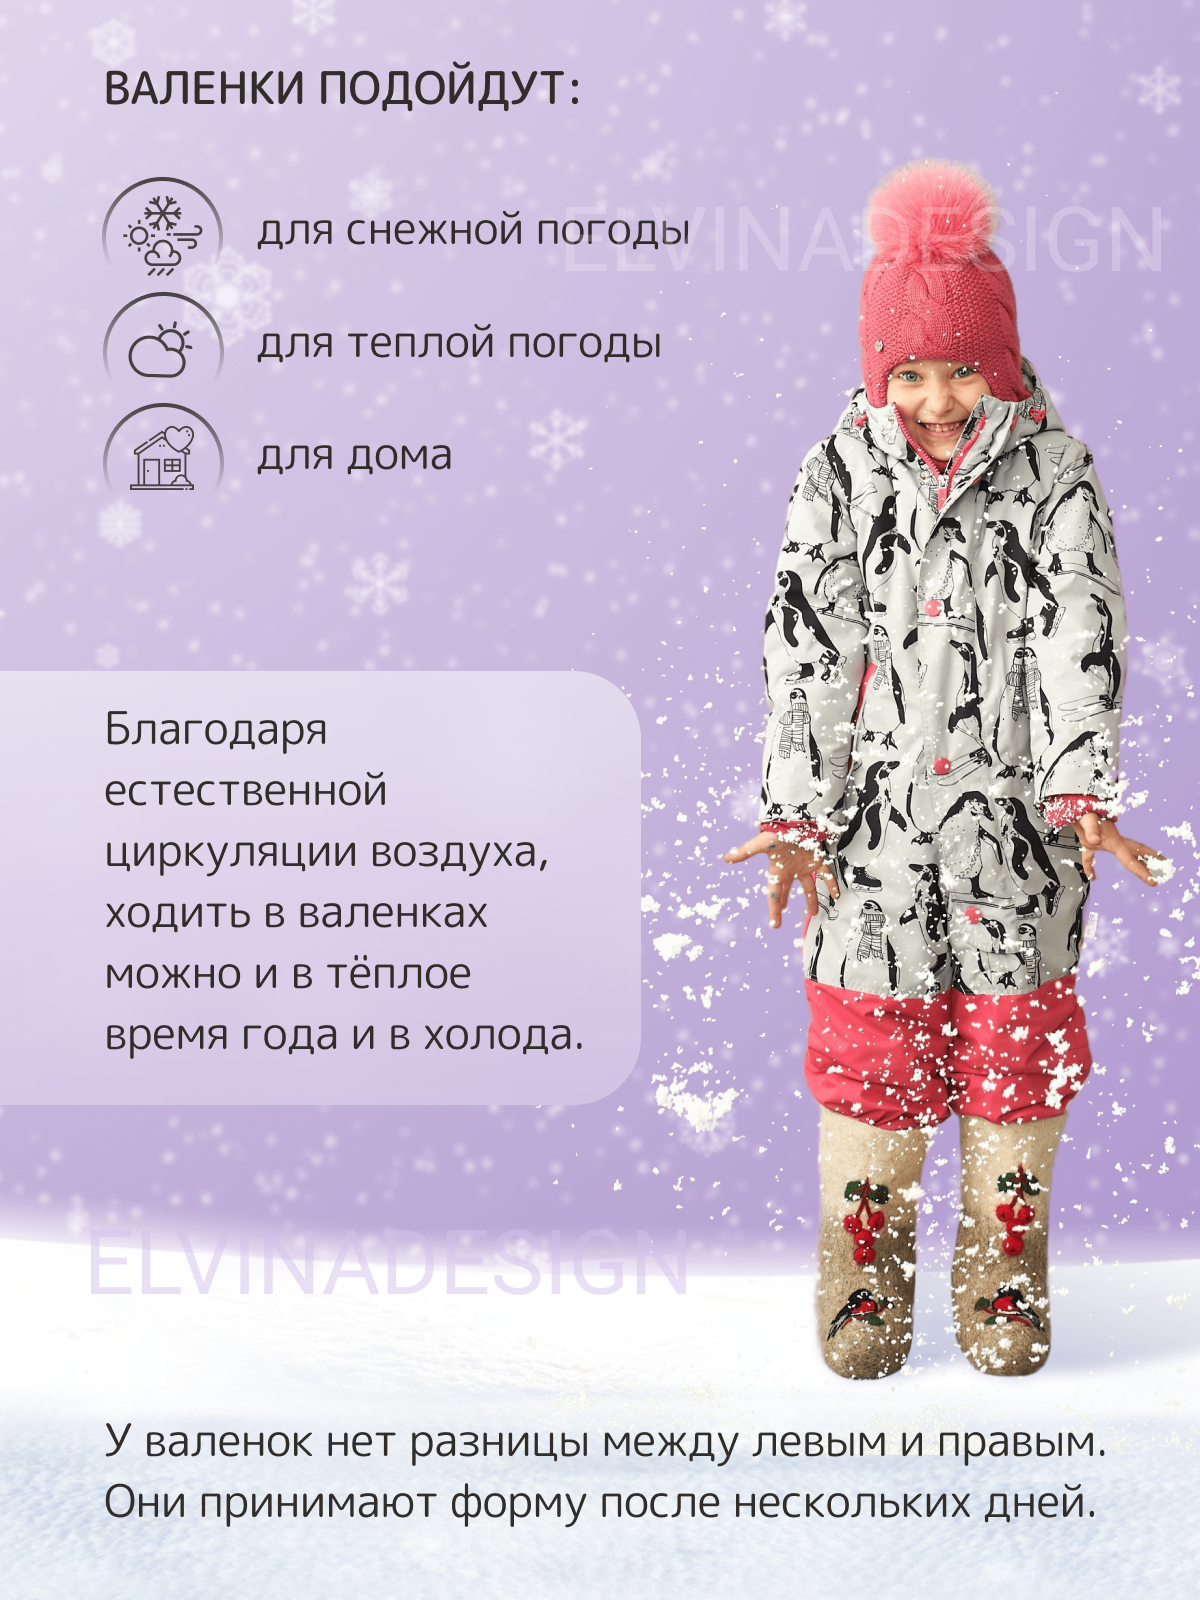 ВАЛЕНКИ ПОДОЙДУТ:
для снежной погоды
ELVINADESIGN
для теплой погоды
для дома
Благодаря
естественной
циркуляции воздуха,
ходить в валенках
можно и в тёплое
время года и в холода.
ELVINADESIGN
У валенок нет разницы между левым и правым.
Они принимают форму после нескольких дней.